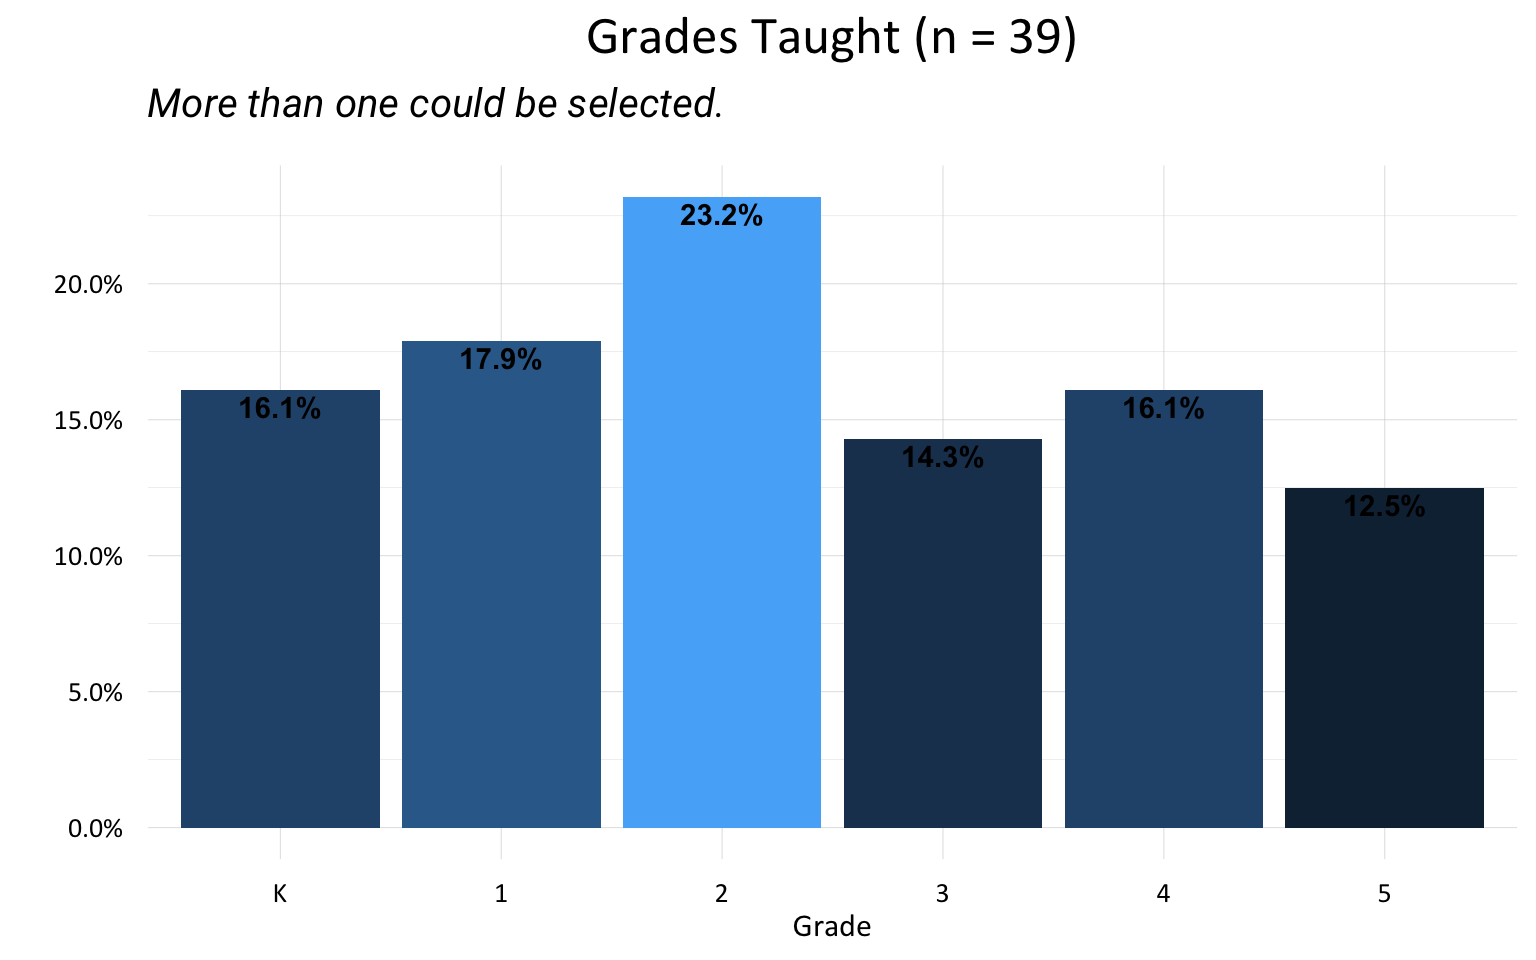 Grades Taught (n = 39)
More than one could be selected.
23.2%
20.0%
17.9%
16.1%
16.1%
15.0%
14.3%
12.5%
10.0%
5.0%
0.0%
K 1 2 3 4 5
Grade